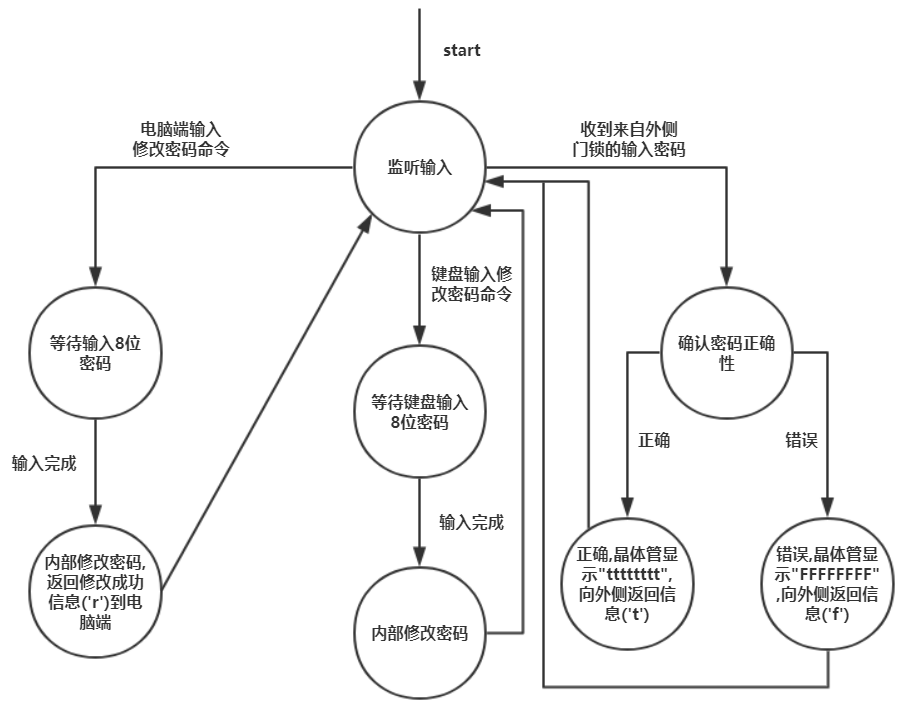 start
电脑端输入
修改密码命令
监听输入
收到来自外侧
门锁的输入密码
键盘输入修
改密码命令
等待输入8位
密码
确认密码正确
性
等待键盘输入
8位密码
正确
错误
输入完成
输入完成
内部修改密码,
返回修改成功
信息('r')到电
脑端
内部修改密码
正确,晶体管显
示"tttttttt",
向外侧返回信
息('t')
错误,晶体管显
示"FFFFFFFF"
,向外侧返回信
息('f')